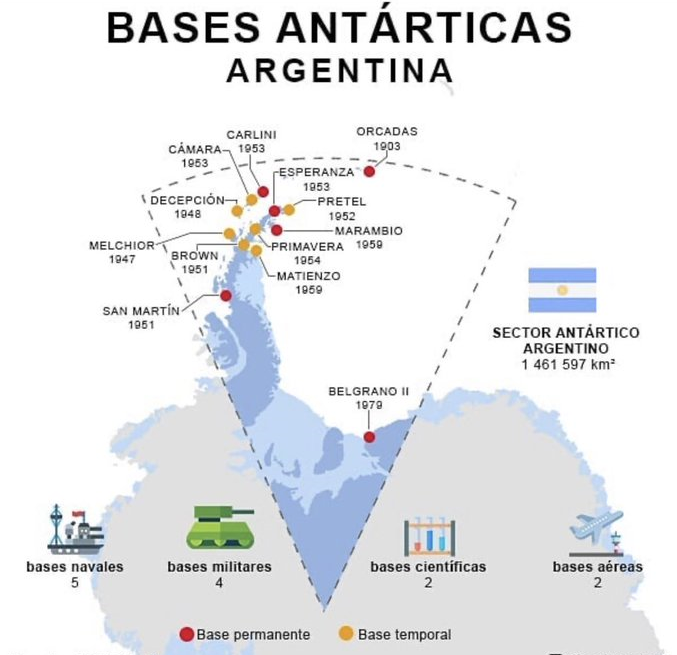 BASES ANTÁRTICAS
ARGENTINA
ORCADAS
1903
CARLINI
1953
CÁMARA
1953
ESPERANZA
1953
DECEPCIÓN
1948
PRETEL
1952
MARAMBIO
1959
MELCHIOR
1947
PRIMAVERA
1954
BROWN
1951
MATIENZO
1959
SAN MARTÍN
1951
SECTOR ANTÁRTICO
ARGENTINO
1 461 597 km²
BELGRANO II
1979
bases navales
5
bases militares
4
bases científicas
2
bases aéreas
2
Base permanente
Base temporal